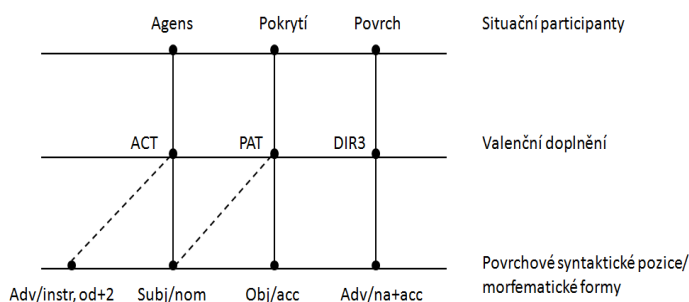 Agens Pokrytí Povrch Situační participanty
ACT PAT DIR3 Valenční doplnění
Povrchové syntaktické pozice/
Adv/instr, od+2 Subj/nom Obj/acc Adv/na+acc morfematické formy